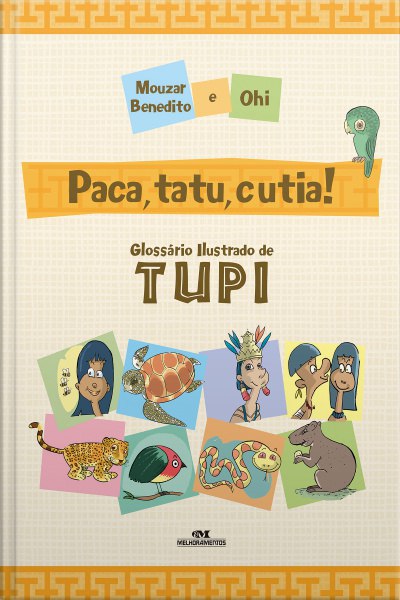 Mouzar
Benedito
e
Ohi
Paca, tatu, cutia!
Glossário Ilustrado de
TUPI
MELHORAMENTOS